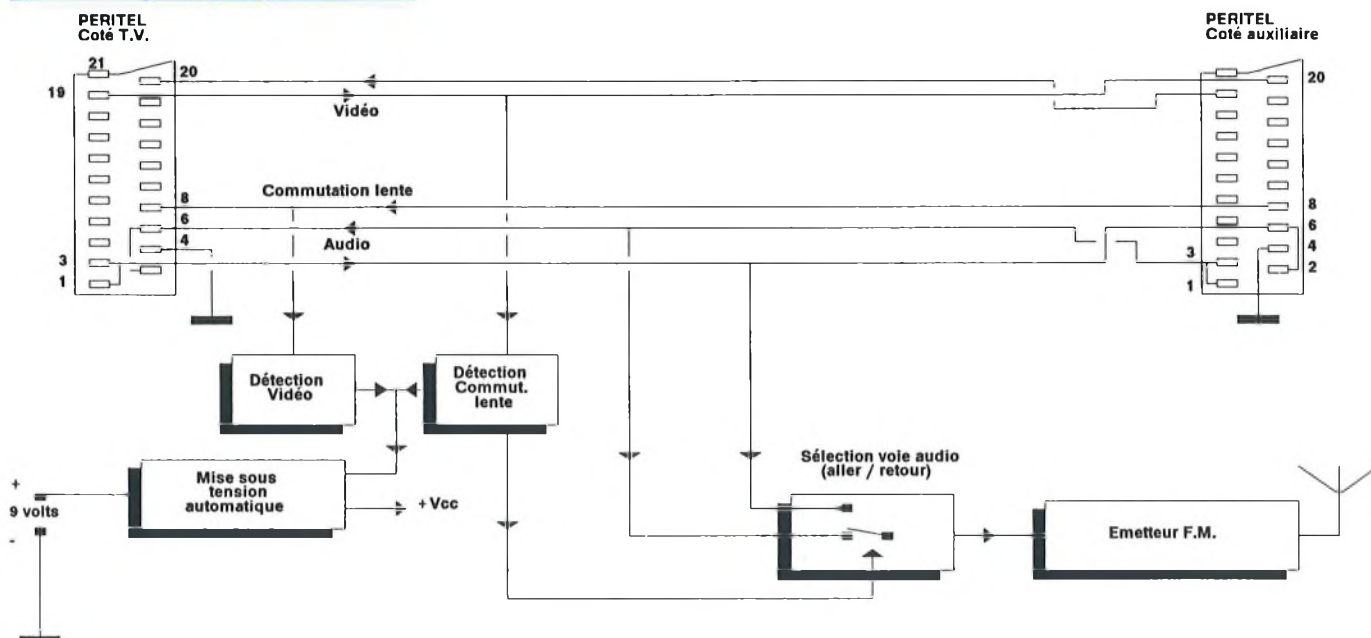 PERITEL
Coté T.V.
PERITEL
Coté auxiliaire
21
20
20
19
Vidéo
Commutation lente
8
8
6
6
Audio
4
4
3
3
2
1
1
Détection
Vidéo
Détection
Commut.
lente
Mise sous
tension
automatique
+ Vcc
+
9 volts
-
Sélection voie audio
(aller / retour)
Emetteur F.M.